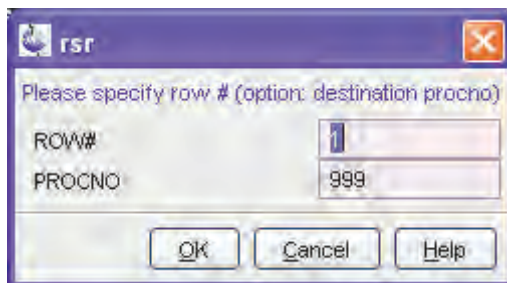 rsr
Please specify row # (option: destination procno)
ROW# 1
PROCNO 999
OK Cancel Help